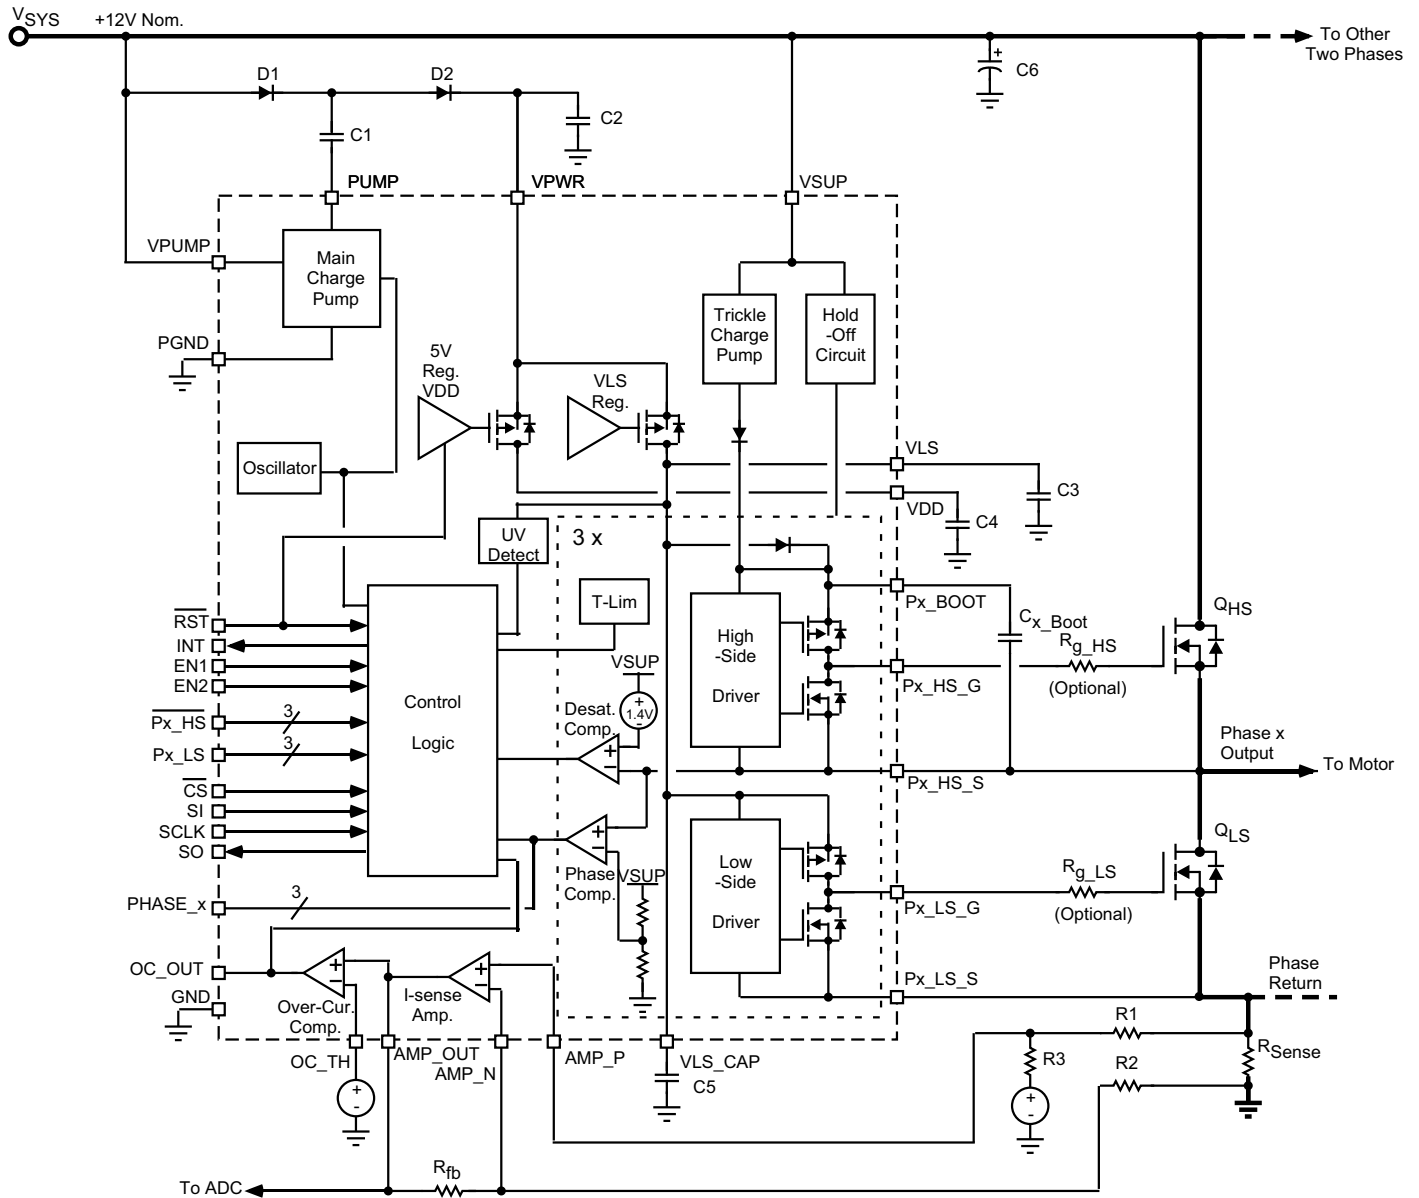 VSYS +12V Nom.
To Other
Two Phases
D1
D2
C6
C1
C2
PUMP
VPWR
VSUP
VPUMP
Main
Charge
Pump
Trickle
Charge
Pump
Hold
-Off
Circuit
PGND
5V
Reg.
VDD
VLS
Reg.
Oscillator
VLS
C3
VDD
C4
UV
Detect
3 x
T-Lim
RST
INT
EN1
EN2
Px_HS
3
Px_LS
3
CS
SI
SCLK
SO
PHASE_x
3
Control
Logic
VSUP
+
1.4V
-
Desat.
Comp.
+
-
High
-Side
Driver
Px_BOOT
Cx_Boot
QHS
Rg_HS
(Optional)
Px_HS_G
Phase x
Output
To Motor
Px_HS_S
+
-
Phase
Comp.
VSUP
Low
-Side
Driver
QLS
Rg_LS
(Optional)
Px_LS_G
Px_LS_S
Phase
Return
OC_OUT
GND
+
-
Over-Cur.
Comp.
+
-
I-sense
Amp.
OC_TH
AMP_OUT
AMP_N
AMP_P
VLS_CAP
C5
R1
R3
R2
RSense
+
-
+
-
Rfb
To ADC